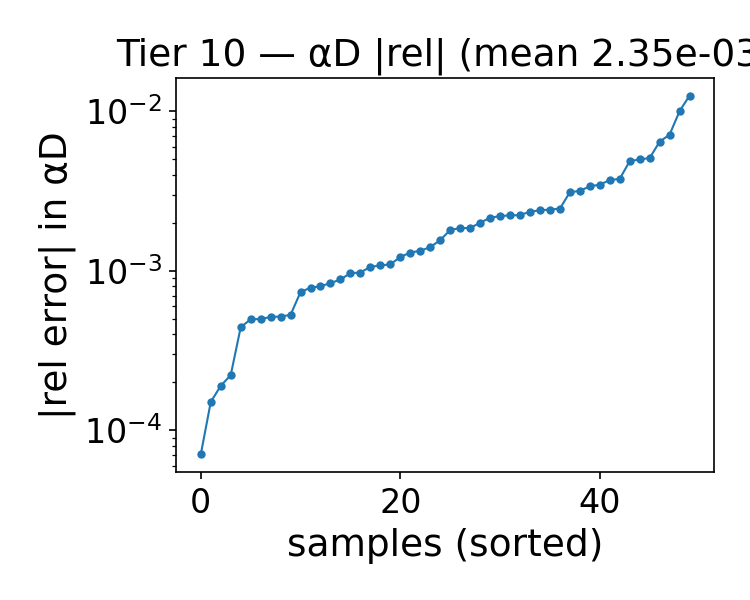 Tier 10 — αD |rel| (mean 2.35e-03
|rel error| in αD
10⁻²
10⁻³
10⁻⁴
0 20 40
samples (sorted)